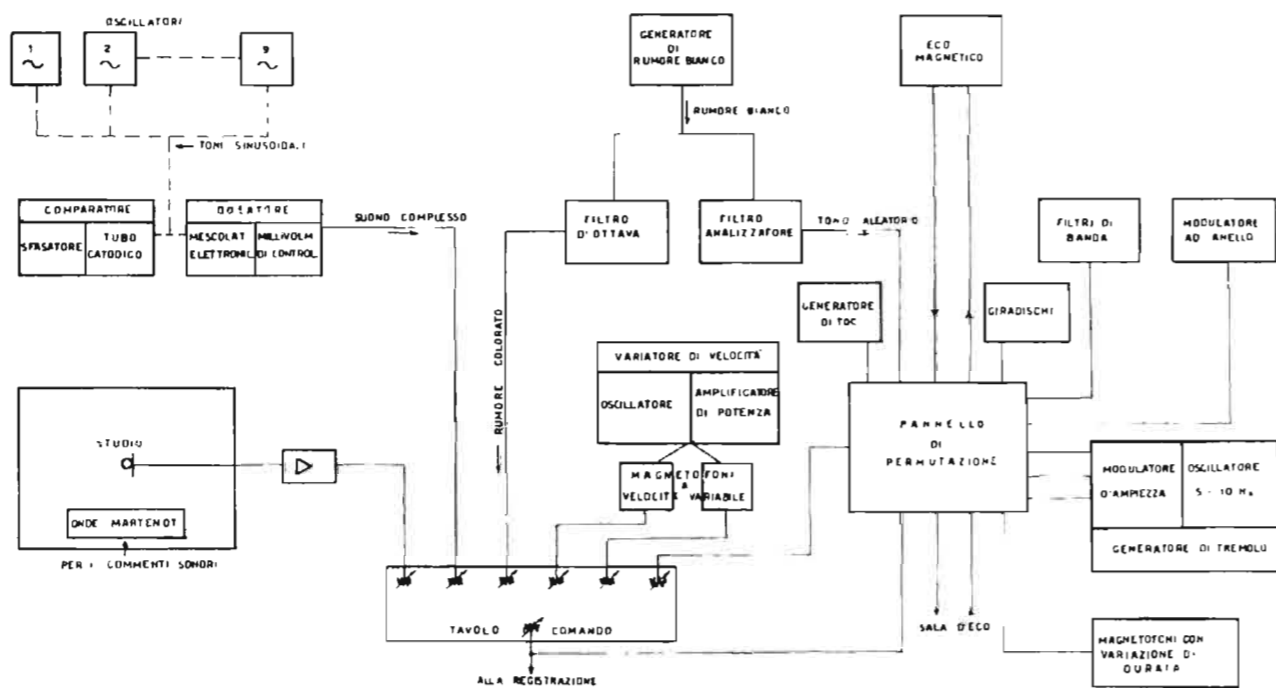 OSCILLATORI
1
2
9
GENERATORE
DI
RUMORE BIANCO
ECO
MAGNETICO
RUMORE BIANCO
TONI SINUSOIDALI
COMPARATORE
SFASATORE
TUBO
CATODICO
DOSATORE
MESCOLAT
ELETTRONIC.
MILLIVOLM
DI CONTROL
SUONO COMPLESSO
FILTRO
D'OTTAVA
FILTRO
ANALIZZATORE
TONO ALEATORIO
FILTRI DI
BANDA
MODULATORE
AD ANELLO
GENERATORE
DI TOC
GIRADISCHI
RUMORE COLORATO
VARIATORE DI VELOCITÀ
OSCILLATORE
AMPLIFICATORE
DI POTENZA
MAGNETOFONI
A
VELOCITÀ VARIABILE
PANNELLO
DI
PERMUTAZIONE
MODULATORE
D'AMPIEZZA
OSCILLATORE
5 - 10 Hz
GENERATORE DI TREMOLO
STUDIO
ONDE MARTENOT
PER I COMMENTI SONORI
TAVOLO COMANDO
ALLA REGISTRAZIONE
SALA D'ECO
MAGNETOFONI CON
VARIAZIONE DI
DURATA